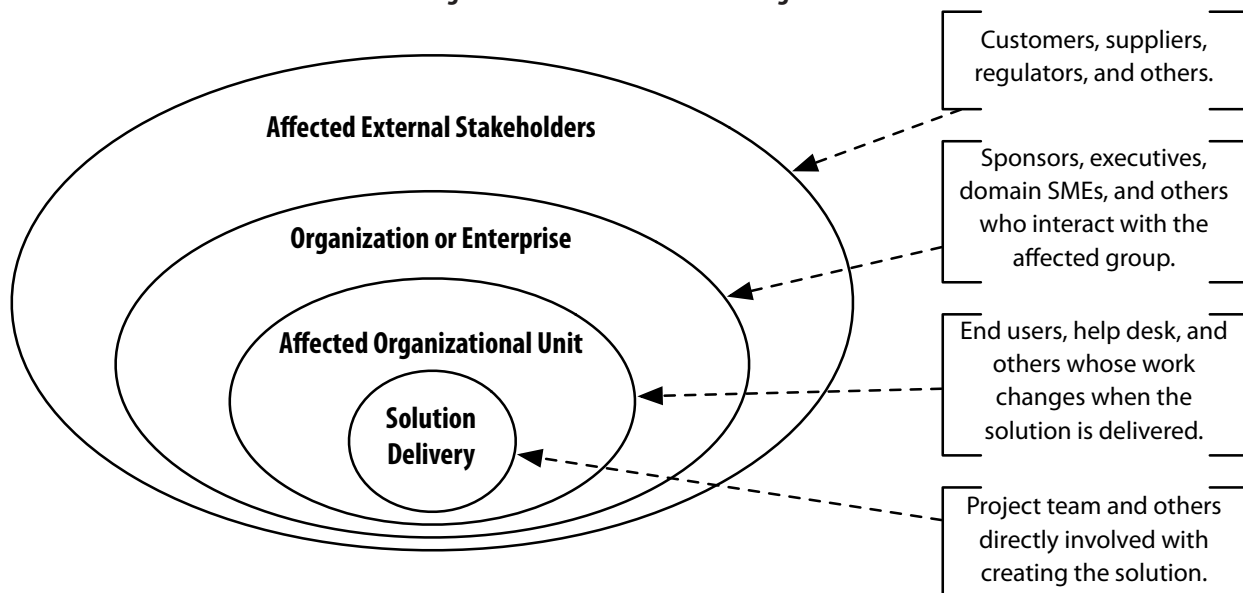 Affected External Stakeholders
Organization or Enterprise
Affected Organizational Unit
Solution
Delivery
Customers, suppliers,
regulators, and others.
Sponsors, executives,
domain SMEs, and others
who interact with the
affected group.
End users, help desk, and
others whose work
changes when the
solution is delivered.
Project team and others
directly involved with
creating the solution.